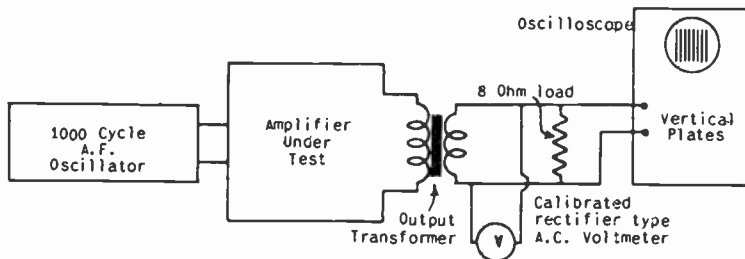 Oscilloscope
8 Ohm load
1000 Cycle
A.F.
Oscillator
Amplifier
Under
Test
Vertical
Plates
Output
Transformer
V
Calibrated
rectifier type
A.C. Voltmeter